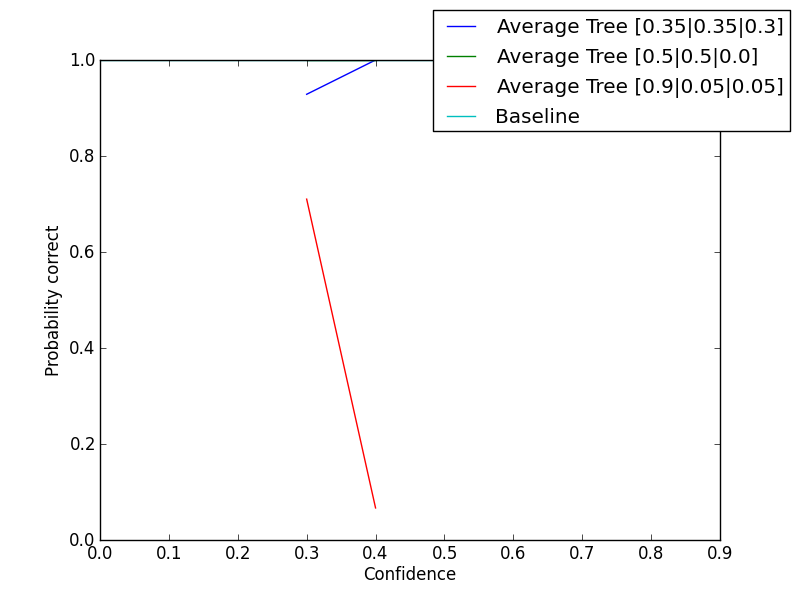 Average Tree [0.35|0.35|0.3]
Average Tree [0.5|0.5|0.0]
Average Tree [0.9|0.05|0.05]
Baseline
1.0
0.8
0.6
0.4
0.2
0.0
Probability correct
0.0 0.1 0.2 0.3 0.4 0.5 0.6 0.7 0.8 0.9
Confidence